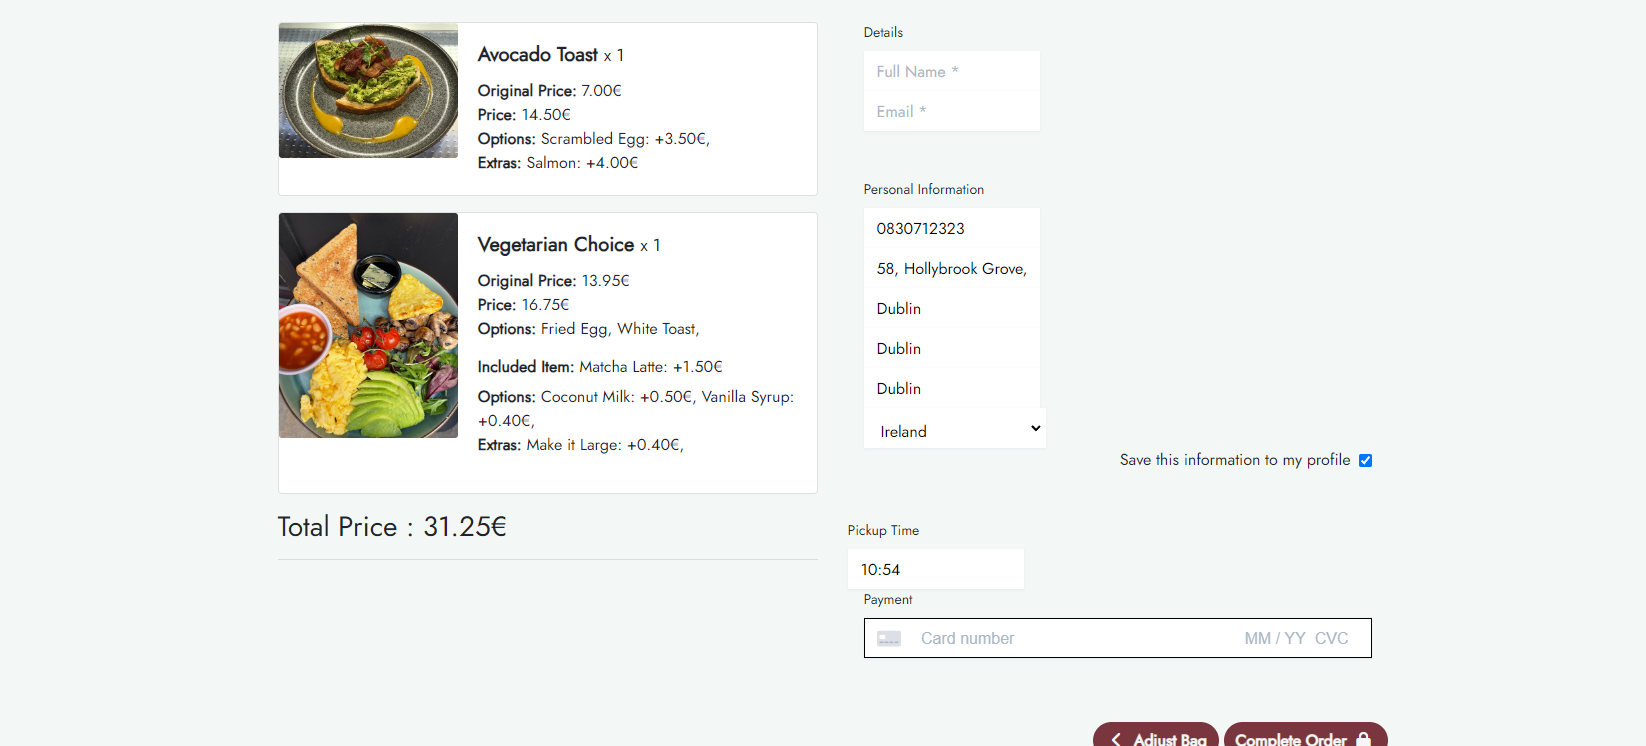 Avocado Toast x 1
Original Price: 7.00€
Price: 14.50€
Options: Scrambled Egg: +3.50€,
Extras: Salmon: +4.00€
Vegetarian Choice x 1
Original Price: 13.95€
Price: 16.75€
Options: Fried Egg, White Toast,
Included Item: Matcha Latte: +1.50€
Options: Coconut Milk: +0.50€, Vanilla Syrup:
+0.40€,
Extras: Make it Large: +0.40€,
Total Price : 31.25€
Details
Full Name *
Email *
Personal Information
0830712323
58, Hollybrook Grove,
Dublin
Dublin
Dublin
Ireland
Save this information to my profile
Pickup Time
10:54
Payment
Card number MM / YY CVC
Adjust Bag Complete Order